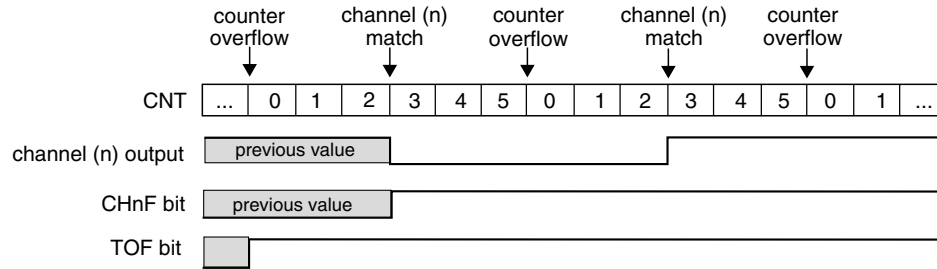 counter overflow
channel (n) match
counter overflow
channel (n) match
counter overflow
CNT ... 0 1 2 3 4 5 0 1 2 3 4 5 0 1 ...
channel (n) output previous value
CHnF bit previous value
TOF bit